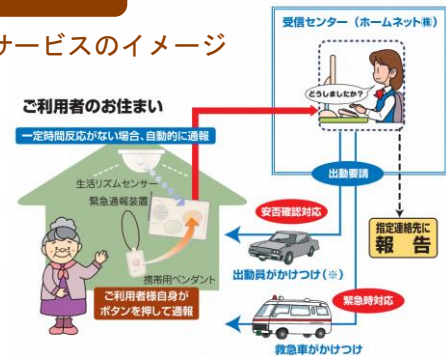 サービスのイメージ
受信センター（ホームネット㈱）
どうしましたか？
ご利用者のお住まい
一定時間反応がない場合、自動的に通報
生活リズムセンサー
緊急通報装置
携帯用ペンダント
ご利用者様自身が
ボタンを押して通報
出動要請
安否確認対応
出動員がかけつけ（※）
指定連絡先に
報告
緊急時対応
救急車がかけつけ